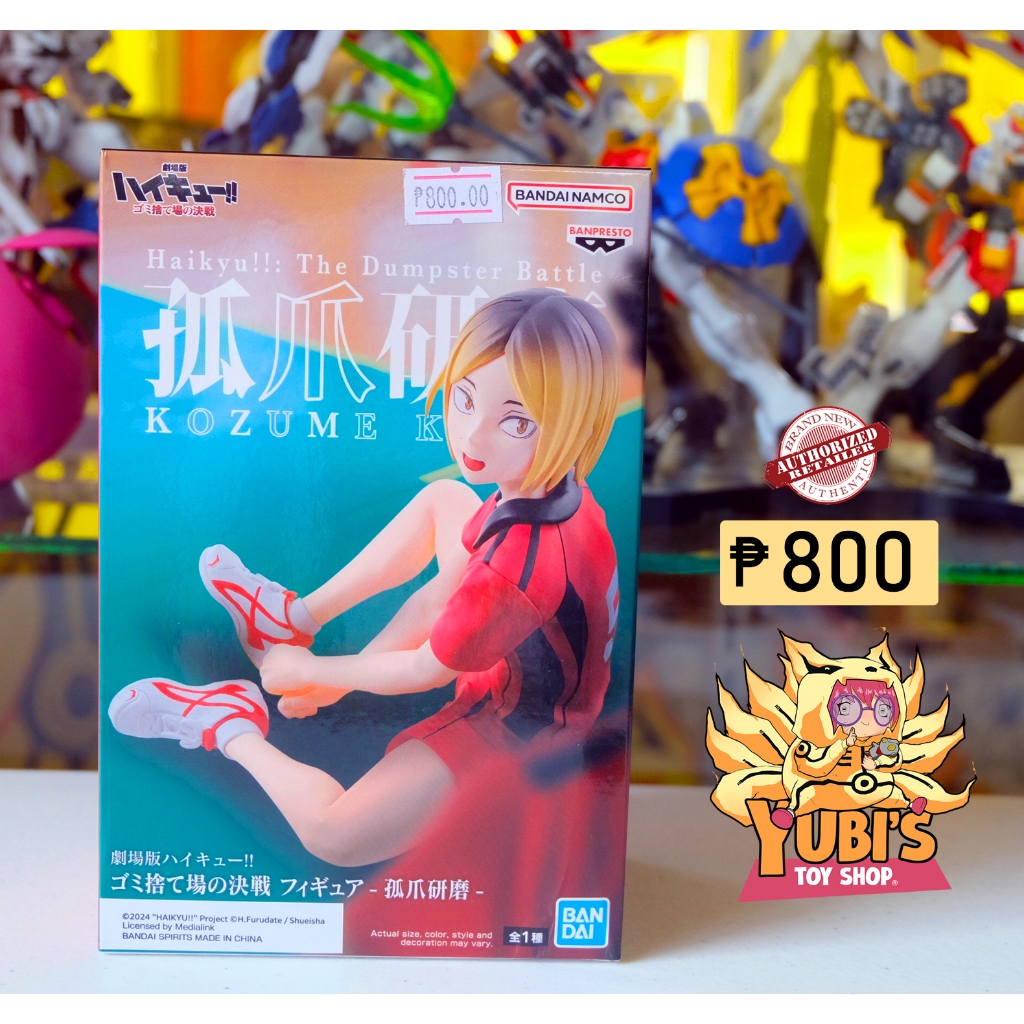 劇場版
ハイキュー!!
ゴミ捨て場の決戦
₱800.00
BANDAI NAMCO
BANPRESTO
Haikyu!!: The Dumpster Battle
孤爪研
KOZUME K
BRAND NEW
AUTHORIZED
RETAILER
AUTHENTIC
₱800
YUBI'S
TOY SHOP®
劇場版ハイキュー!!
ゴミ捨て場の決戦 フィギュア - 孤爪研磨 -
©2024 "HAIKYU!!" Project ©H.Furudate / Shueisha
Licensed by Medialink
BANDAI SPIRITS MADE IN CHINA
Actual size, color, style and
decoration may vary.
全1種
BAN
DAI